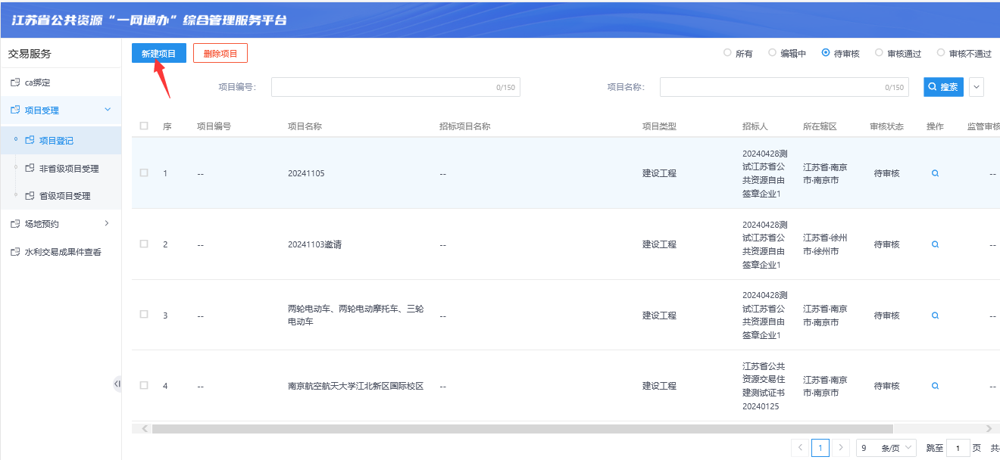 江苏省公共资源“一网通办”综合管理服务平台
交易服务
新建项目
删除项目
所有
编辑中
待审核
审核通过
审核不通过
ca绑定
项目编号:
0/150
项目名称:
0/150
搜索
项目受理
项目登记
非省级项目受理
省级项目受理
场地预约
水利交易成果件查看
序 项目编号 项目名称 招标项目名称 项目类型 招标人 所在辖区 审核状态 操作 监管审核
1 -- 20241105 -- 建设工程
20240428测
试江苏省公
共资源自由
签章企业1
江苏省·南京
市·南京市
待审核
--
2 -- 20241103邀请 -- 建设工程
20240428测
试江苏省公
共资源自由
签章企业1
江苏省·徐州
市·徐州市
待审核
--
3 --
两轮电动车、两轮电动摩托车、三轮
电动车
-- 建设工程
20240428测
试江苏省公
共资源自由
签章企业1
江苏省·南京
市·南京市
待审核
--
4 -- 南京航空航天大学江北新区国际校区 -- 建设工程
江苏省公共
资源交易住
建测试证书
20240125
江苏省·南京
市·南京市
待审核
--
1
9 条/页
跳至 1 页 共